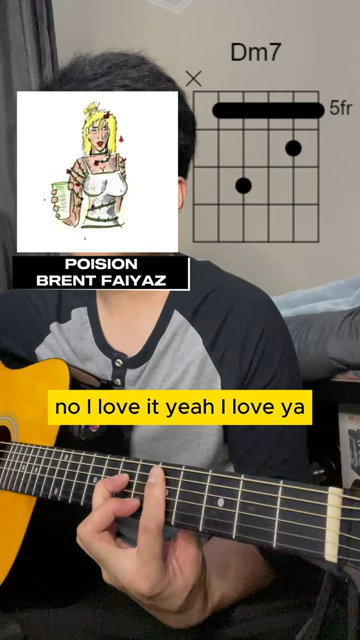 Dm7
×
5fr
POISION
BRENT FAIYAZ
no I love it yeah I love ya